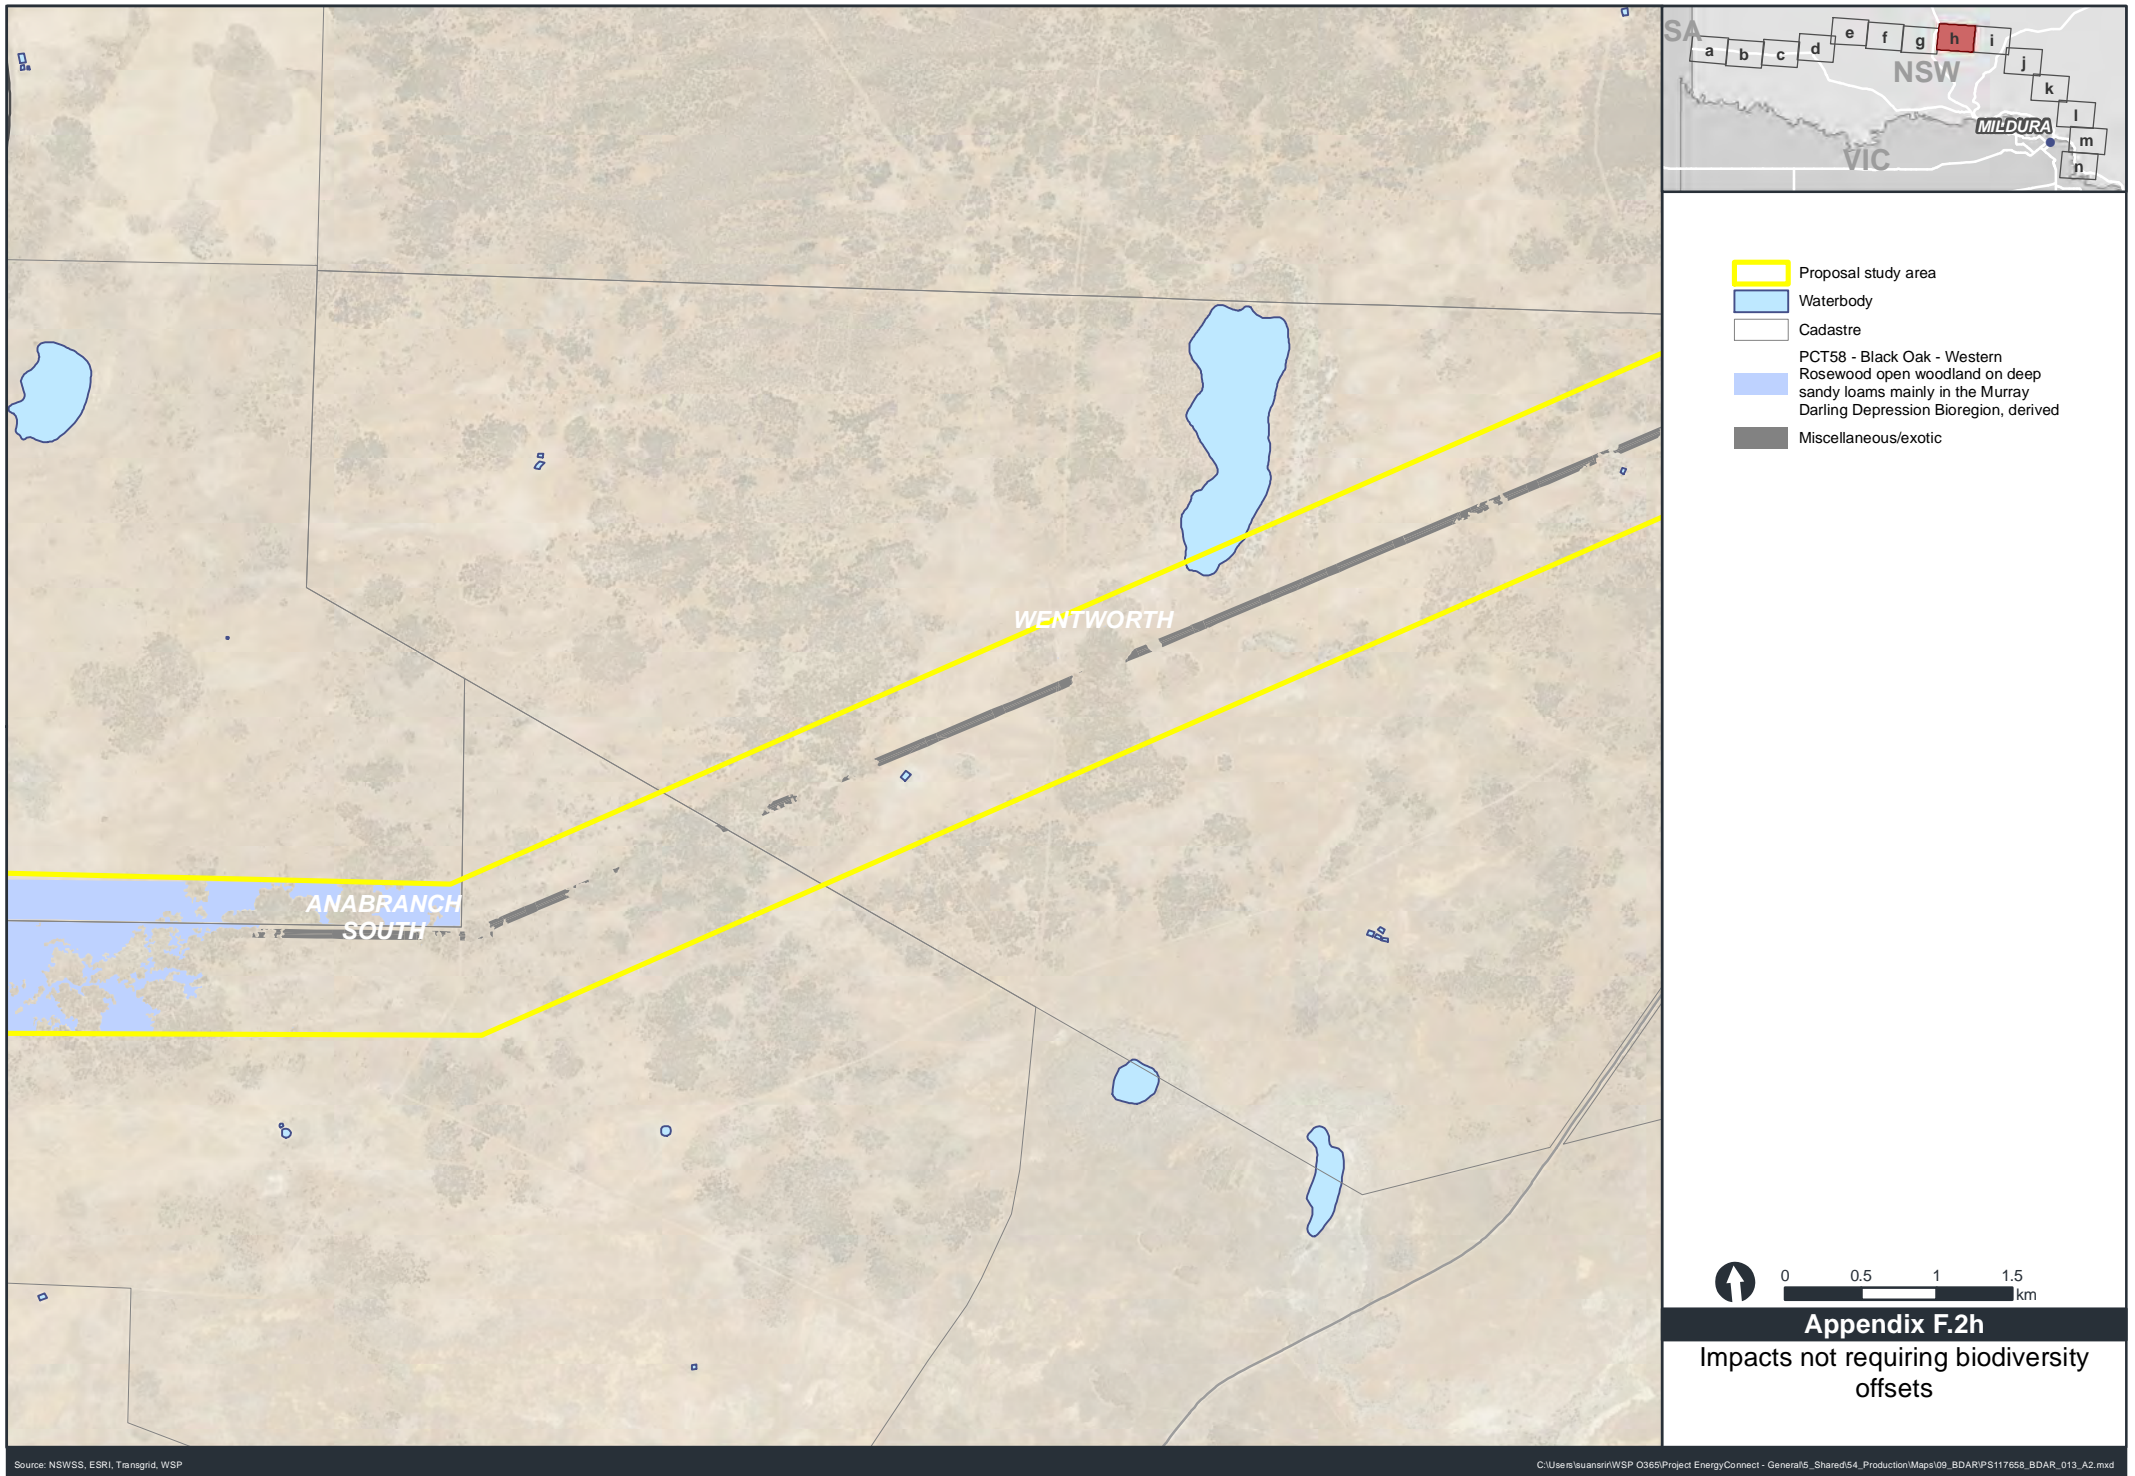 SA
a
b
c
d
e
f
g
h
i
j
k
l
m
n
NSW
MILDURA
VIC
Proposal study area
Waterbody
Cadastre
PCT58 - Black Oak - Western
Rosewood open woodland on deep
sandy loams mainly in the Murray
Darling Depression Bioregion, derived
Miscellaneous/exotic
WENTWORTH
ANABRANCH
SOUTH
0 0.5 1 1.5
km
Appendix F.2h
Impacts not requiring biodiversity
offsets
Source: NSWSS, ESRI, Transgrid, WSP
C:\Users\suansrir\WSP O365\Project EnergyConnect - General\5_Shared\54_Production\Maps\09_BDAR\PS117658_BDAR_013_A2.mxd